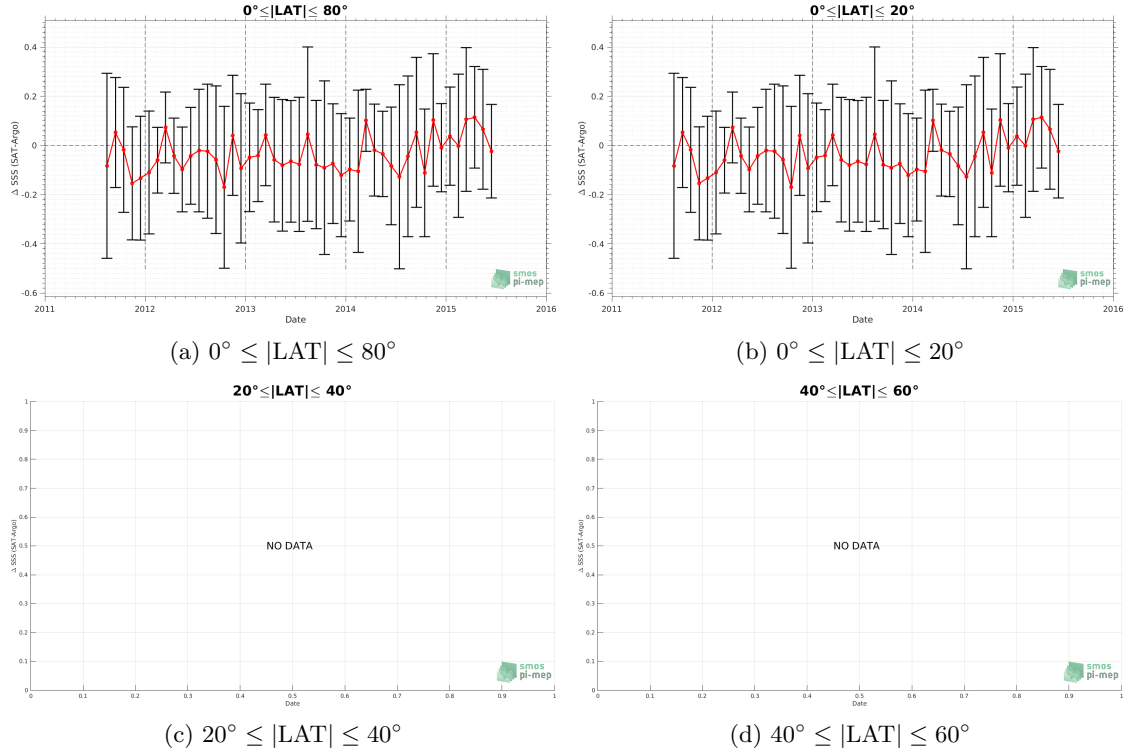 0°≤|LAT|≤ 80°
Δ SSS (SAT-Argo)
0.4
0.2
0
-0.2
-0.4
-0.6
2011
2012
2013
2014
2015
2016
Date
smos
pi-mep
(a) 0° ≤ |LAT| ≤ 80°
0°≤|LAT|≤ 20°
Δ SSS (SAT-Argo)
0.4
0.2
0
-0.2
-0.4
-0.6
2011
2012
2013
2014
2015
2016
Date
smos
pi-mep
(b) 0° ≤ |LAT| ≤ 20°
20°≤|LAT|≤ 40°
Δ SSS (SAT-Argo)
1
0.9
0.8
0.7
0.6
0.5
0.4
0.3
0.2
0.1
0
NO DATA
0
0.1
0.2
0.3
0.4
0.5
0.6
0.7
0.8
0.9
1
Date
smos
pi-mep
(c) 20° ≤ |LAT| ≤ 40°
40°≤|LAT|≤ 60°
Δ SSS (SAT-Argo)
1
0.9
0.8
0.7
0.6
0.5
0.4
0.3
0.2
0.1
0
NO DATA
0
0.1
0.2
0.3
0.4
0.5
0.6
0.7
0.8
0.9
1
Date
smos
pi-mep
(d) 40° ≤ |LAT| ≤ 60°